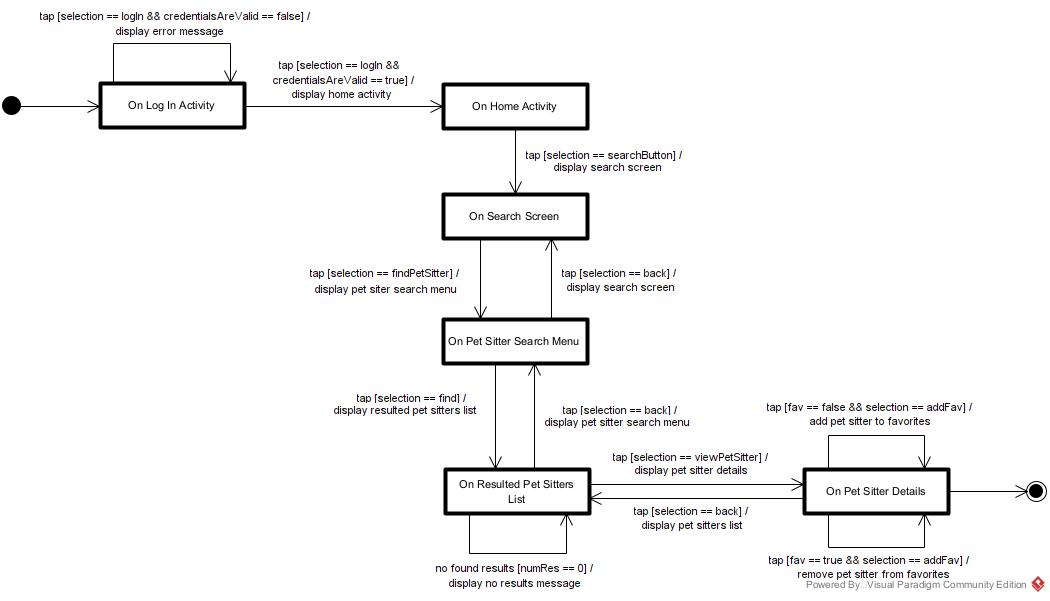 tap [selection == logIn && credentialsAreValid == false] /
display error message
tap [selection == logIn &&
credentialsAreValid == true] /
display home activity
On Log In Activity
On Home Activity
tap [selection == searchButton] /
display search screen
On Search Screen
tap [selection == findPetSitter] /
display pet siter search menu
tap [selection == back] /
display search screen
On Pet Sitter Search Menu
tap [selection == find] /
display resulted pet sitters list
tap [selection == back] /
display pet sitter search menu
tap [fav == false && selection == addFav] /
add pet sitter to favorites
tap [selection == viewPetSitter] /
display pet sitter details
On Resulted Pet Sitters
List
On Pet Sitter Details
tap [selection == back] /
display pet sitters list
no found results [numRes == 0] /
display no results message
tap [fav == true && selection == addFav] /
remove pet sitter from favorites
Powered By Visual Paradigm Community Edition